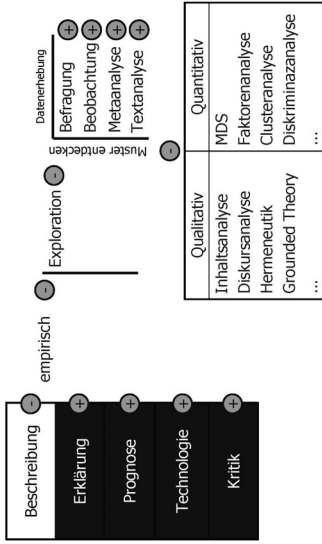 Beschreibung
Erklärung
Prognose
Technologie
Kritik
empirisch
Exploration
Datenerhebung
Muster entdecken
Befragung
Beobachtung
Metaanalyse
Textanalyse
Qualitativ
Inhaltsanalyse
Diskursanalyse
Hermeneutik
Grounded Theory
...
Quantitativ
MDS
Faktorenanalyse
Clusteranalyse
Diskriminazanalyse
...